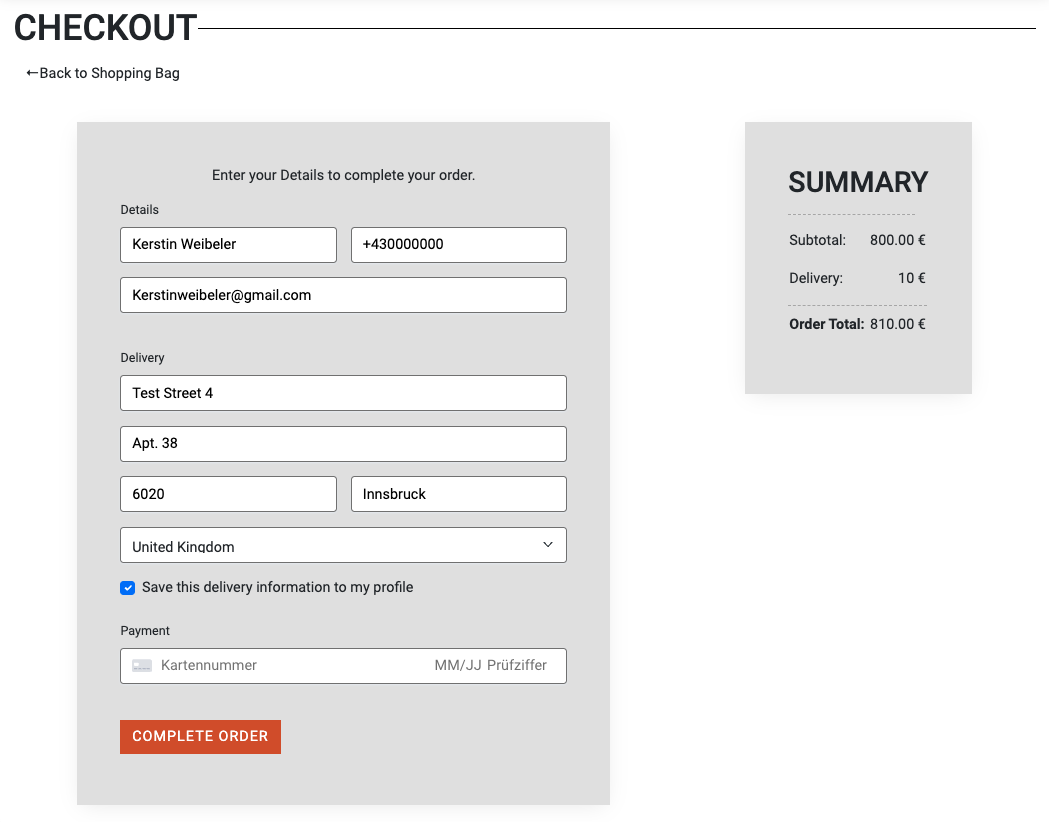 CHECKOUT
←Back to Shopping Bag
Enter your Details to complete your order.
Details
Kerstin Weibeler
+430000000
Kerstinweibeler@gmail.com
Delivery
Test Street 4
Apt. 38
6020
Innsbruck
United Kingdom
Save this delivery information to my profile
Payment
Kartennummer MM/JJ Prüfziffer
COMPLETE ORDER
SUMMARY
Subtotal: 800.00 €
Delivery: 10 €
Order Total: 810.00 €